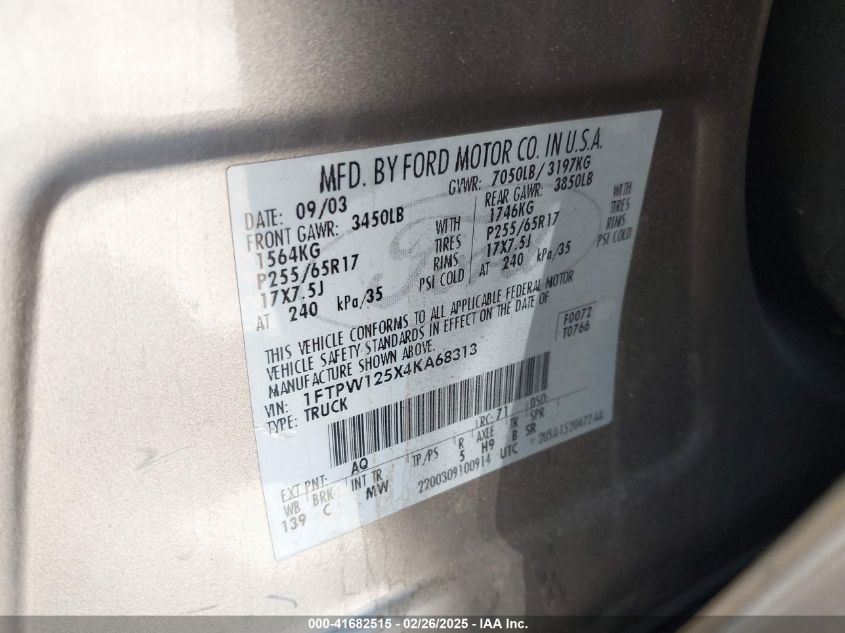 MFD. BY FORD MOTOR CO. IN U.S.A.
DATE: 09/03 GVWR: 7050LB/3197KG
FRONT GAWR: 3450LB REAR GAWR: 3850LB
1564KG WITH 1746KG WITH
P255/65R17 TIRES P255/65R17 TIRES
17X7.5J RIMS 17X7.5J RIMS
AT 240 kPa/35 PSI COLD AT 240 kPa/35 PSI COLD
THIS VEHICLE CONFORMS TO ALL APPLICABLE FEDERAL MOTOR
VEHICLE SAFETY STANDARDS IN EFFECT ON THE DATE OF
MANUFACTURE SHOWN ABOVE. F0072
VIN: 1FTPW125X4KA68313 T0766
TYPE: TRUCK
EXT PNT: AQ RC: 71 DSO:
WB BRK INT TR TP/PS R AXLE TR SPR
139 C MW 5 H9 B SR
2200309100914 UTC
000-41682515 - 02/26/2025 - IAA Inc.